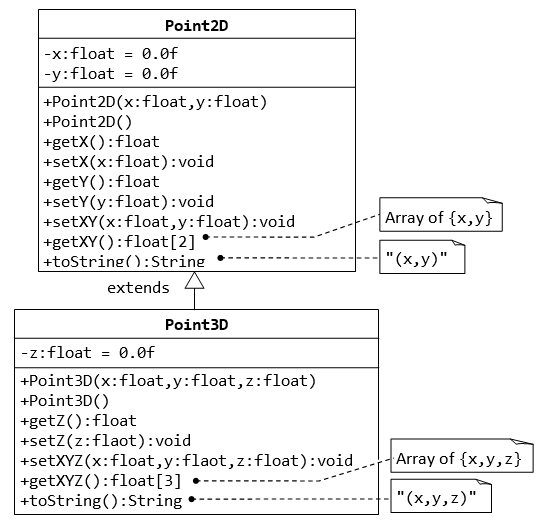 Point2D
-x:float = 0.0f
-y:float = 0.0f
+Point2D(x:float,y:float)
+Point2D()
+getX():float
+setX(x:float):void
+getY():float
+setY(y:float):void
+setXY(x:float,y:float):void
+getXY():float[2]
Array of {x,y}
+toString():String
"(x,y)"
extends
Point3D
-z:float = 0.0f
+Point3D(x:float,y:float,z:float)
+Point3D()
+getZ():float
+setZ(z:flaot):void
+setXYZ(x:float,y:flaot,z:float):void
+getXYZ():float[3]
Array of {x,y,z}
+toString():String
"(x,y,z)"